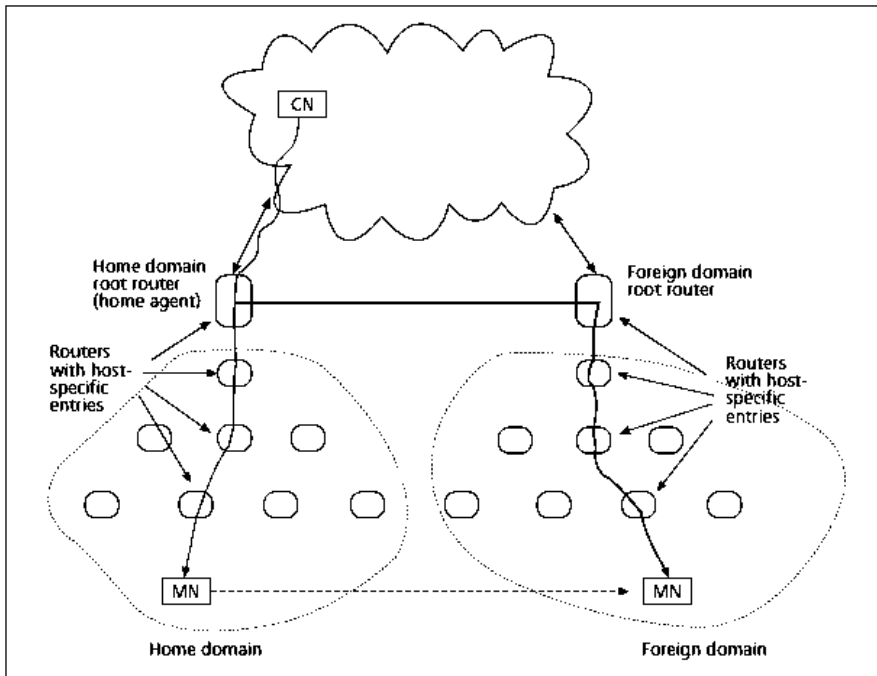 CN
Home domain
root router
(home agent)
Foreign domain
root router
Routers
with host-
specific
entries
Routers
with host-
specific
entries
MN
MN
Home domain
Foreign domain